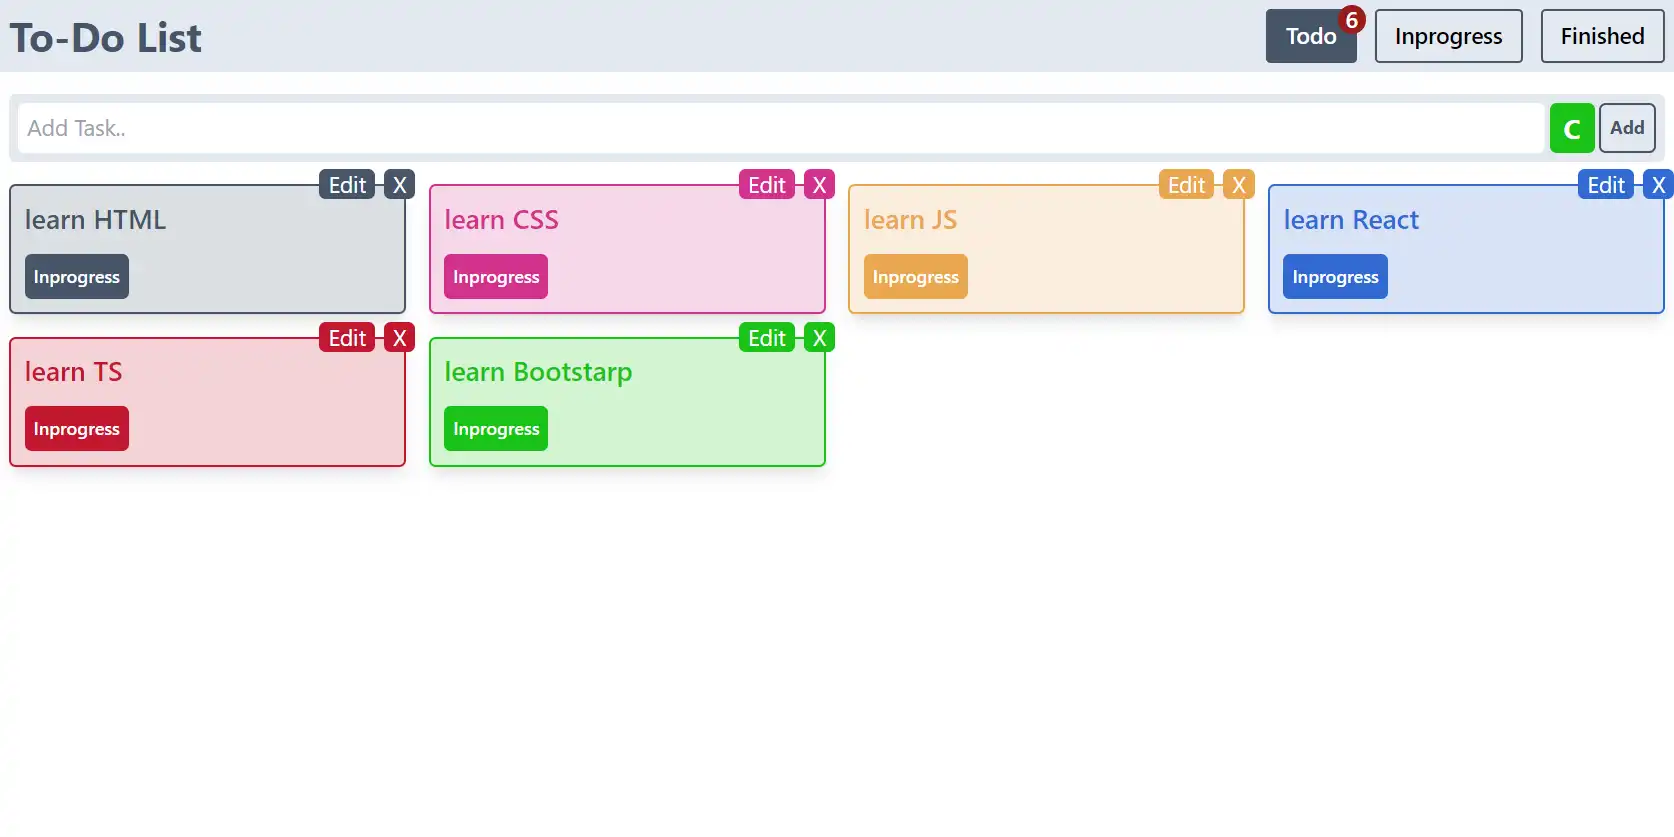 To-Do List
Todo 6 Inprogress Finished
Add Task..
C Add
Edit X
learn HTML
Inprogress
Edit X
learn CSS
Inprogress
Edit X
learn JS
Inprogress
Edit X
learn React
Inprogress
Edit X
learn TS
Inprogress
Edit X
learn Bootstarp
Inprogress